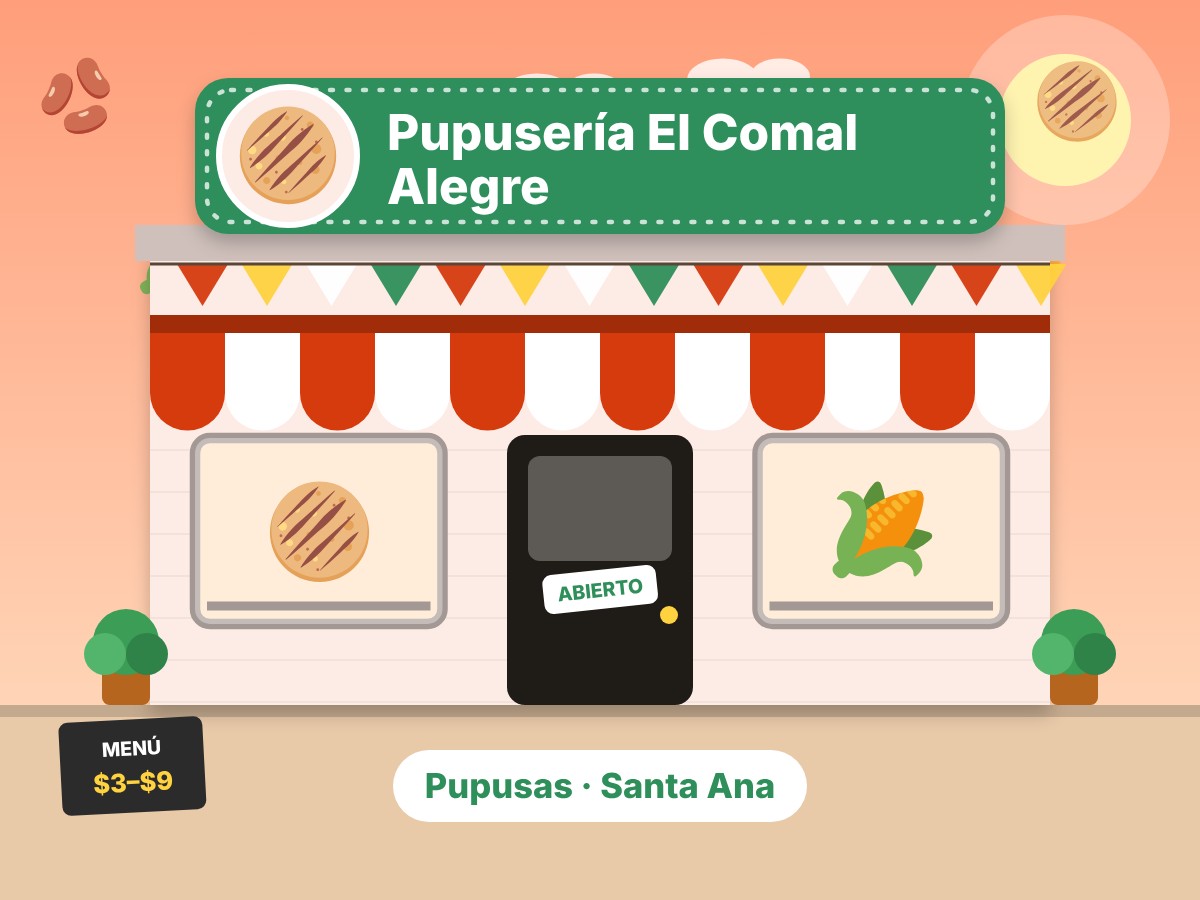 Pupusería El Comal
Alegre
ABIERTO
MENÚ
$3–$9
Pupusas · Santa Ana